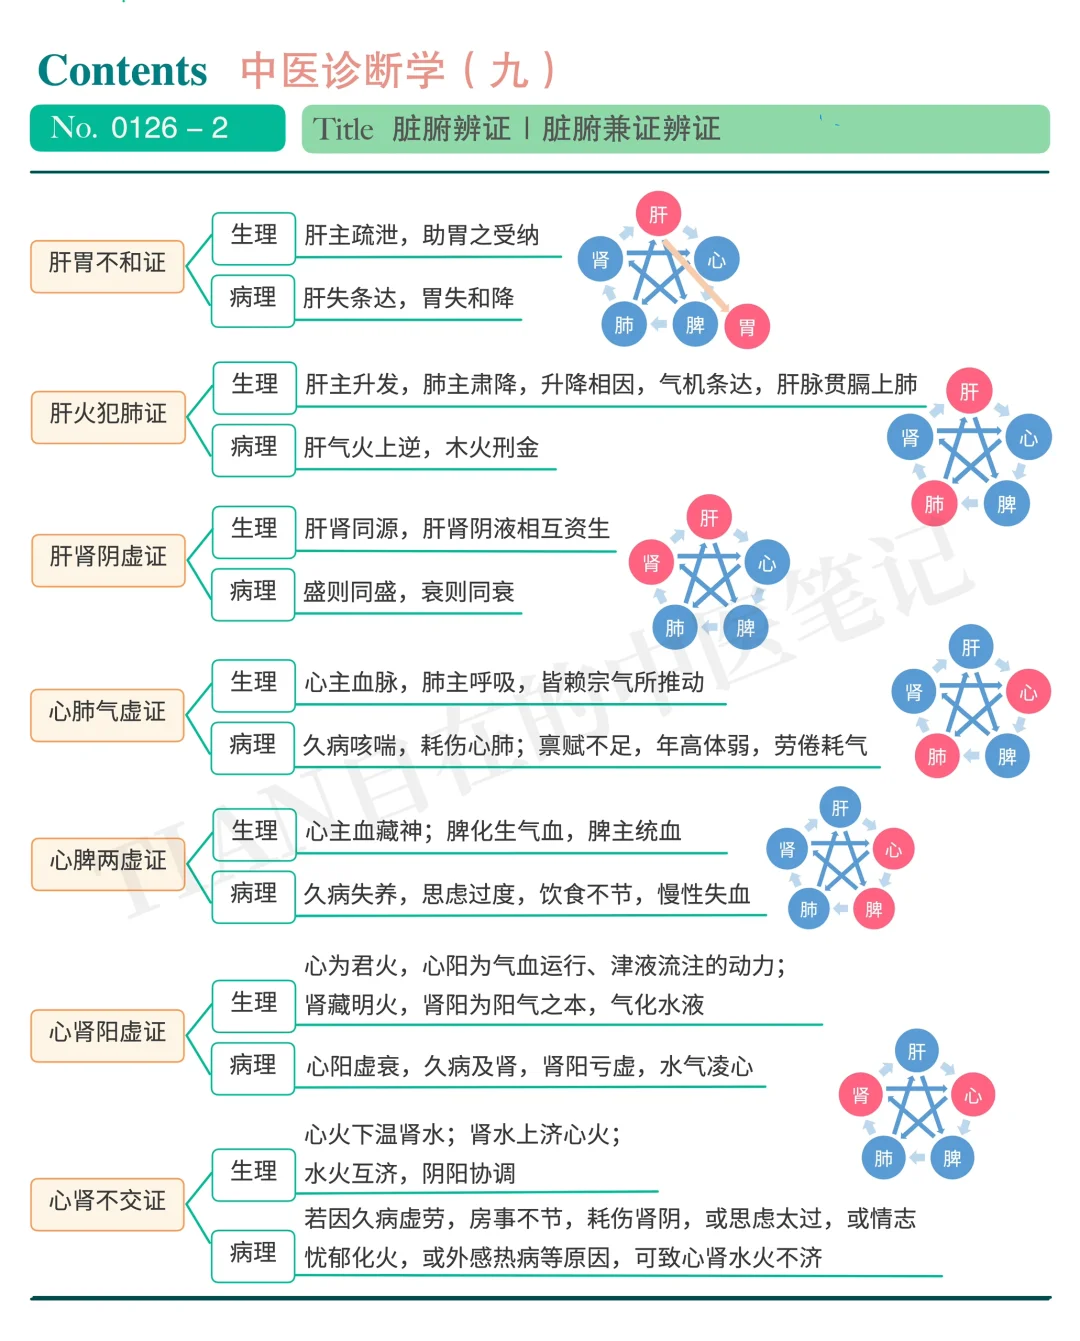 Contents 中医诊断学（九）
No. 0126－2
Title 脏腑辨证｜脏腑兼证辨证
肝胃不和证
生理
肝主疏泄，助胃之受纳
病理
肝失条达，胃失和降
肝
心
脾
肺
肾
胃
肝火犯肺证
生理
肝主升发，肺主肃降，升降相因，气机条达，肝脉贯膈上肺
病理
肝气火上逆，木火刑金
肝
心
脾
肺
肾
肝肾阴虚证
生理
肝肾同源，肝肾阴液相互资生
病理
盛则同盛，衰则同衰
肝
心
脾
肺
肾
心肺气虚证
生理
心主血脉，肺主呼吸，皆赖宗气所推动
病理
久病咳喘，耗伤心肺；禀赋不足，年高体弱，劳倦耗气
肝
心
脾
肺
肾
心脾两虚证
生理
心主血藏神；脾化生气血，脾主统血
病理
久病失养，思虑过度，饮食不节，慢性失血
肝
心
脾
肺
肾
心肾阳虚证
生理
心为君火，心阳为气血运行、津液流注的动力；
肾藏明火，肾阳为阳气之本，气化水液
病理
心阳虚衰，久病及肾，肾阳亏虚，水气凌心
肝
心
脾
肺
肾
心肾不交证
生理
心火下温肾水；肾水上济心火；
水火互济，阴阳协调
病理
若因久病虚劳，房事不节，耗伤肾阴，或思虑太过，或情志
忧郁化火，或外感热病等原因，可致心肾水火不济
TIAN自在的中医笔记